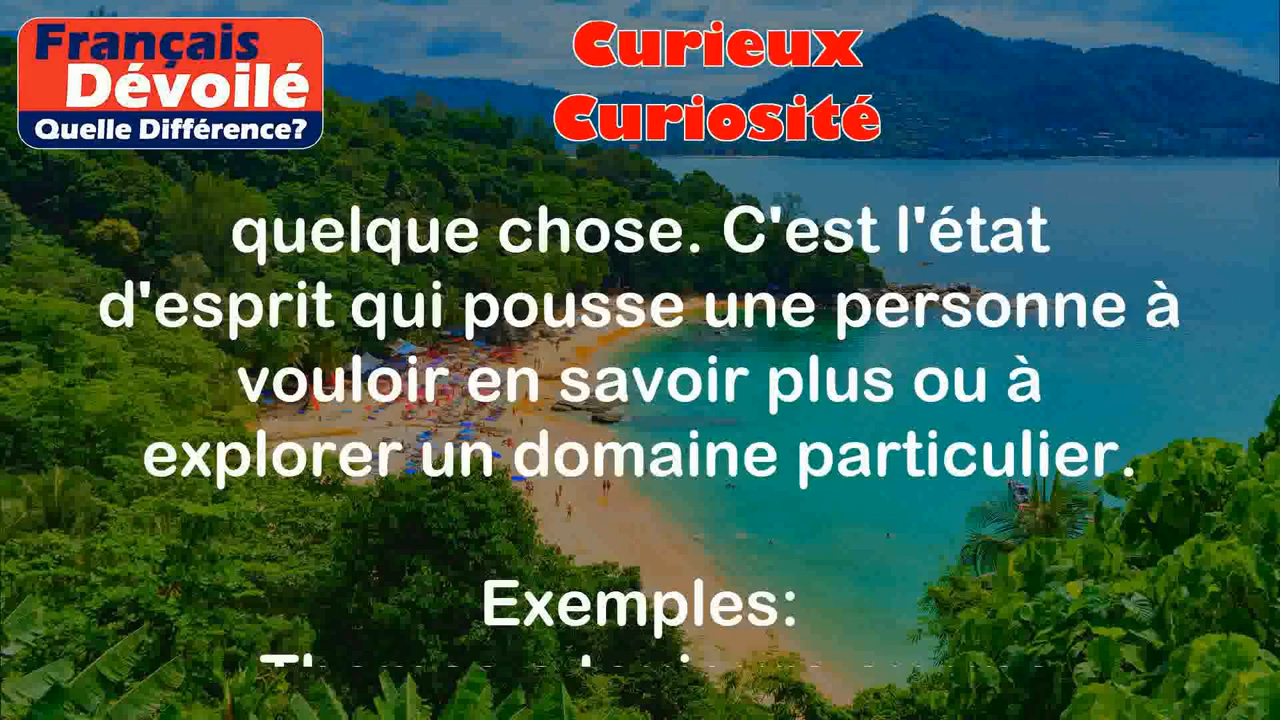 Français
Dévoilé
Quelle Différence?
Curieux
Curiosité
quelque chose. C'est l'état
d'esprit qui pousse une personne à
vouloir en savoir plus ou à
explorer un domaine particulier.
Exemples: